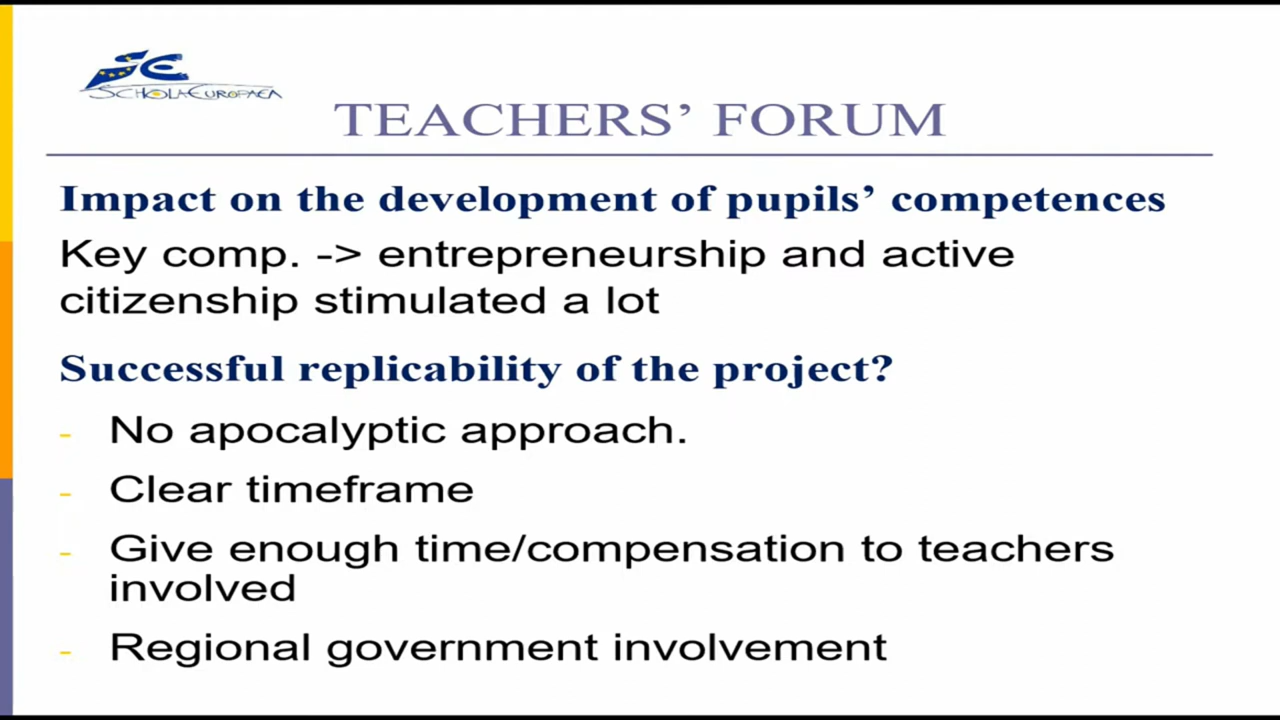 SCHOLA EUROPAEA
TEACHERS’ FORUM
Impact on the development of pupils’ competences
Key comp. -> entrepreneurship and active
citizenship stimulated a lot
Successful replicability of the project?
- No apocalyptic approach.
- Clear timeframe
- Give enough time/compensation to teachers
involved
- Regional government involvement